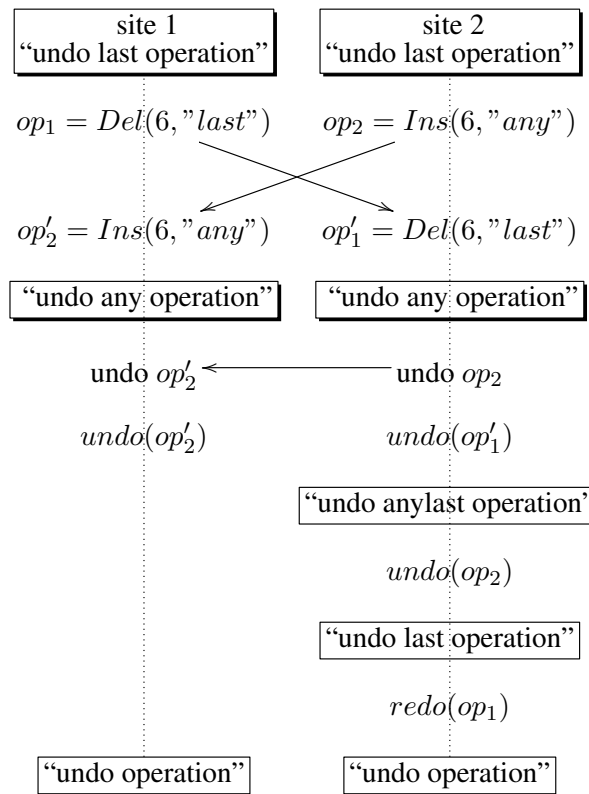 site 1 site 2
“undo last operation” “undo last operation”
op₁ = Del(6, ”last”) op₂ = Ins(6, ”any”)
op′₂ = Ins(6, ”any”) op′₁ = Del(6, ”last”)
“undo any operation” “undo any operation”
undo op′₂ undo op₂
undo(op′₂) undo(op′₁)
“undo anylast operation”
undo(op₂)
“undo last operation”
redo(op₁)
“undo operation” “undo operation”